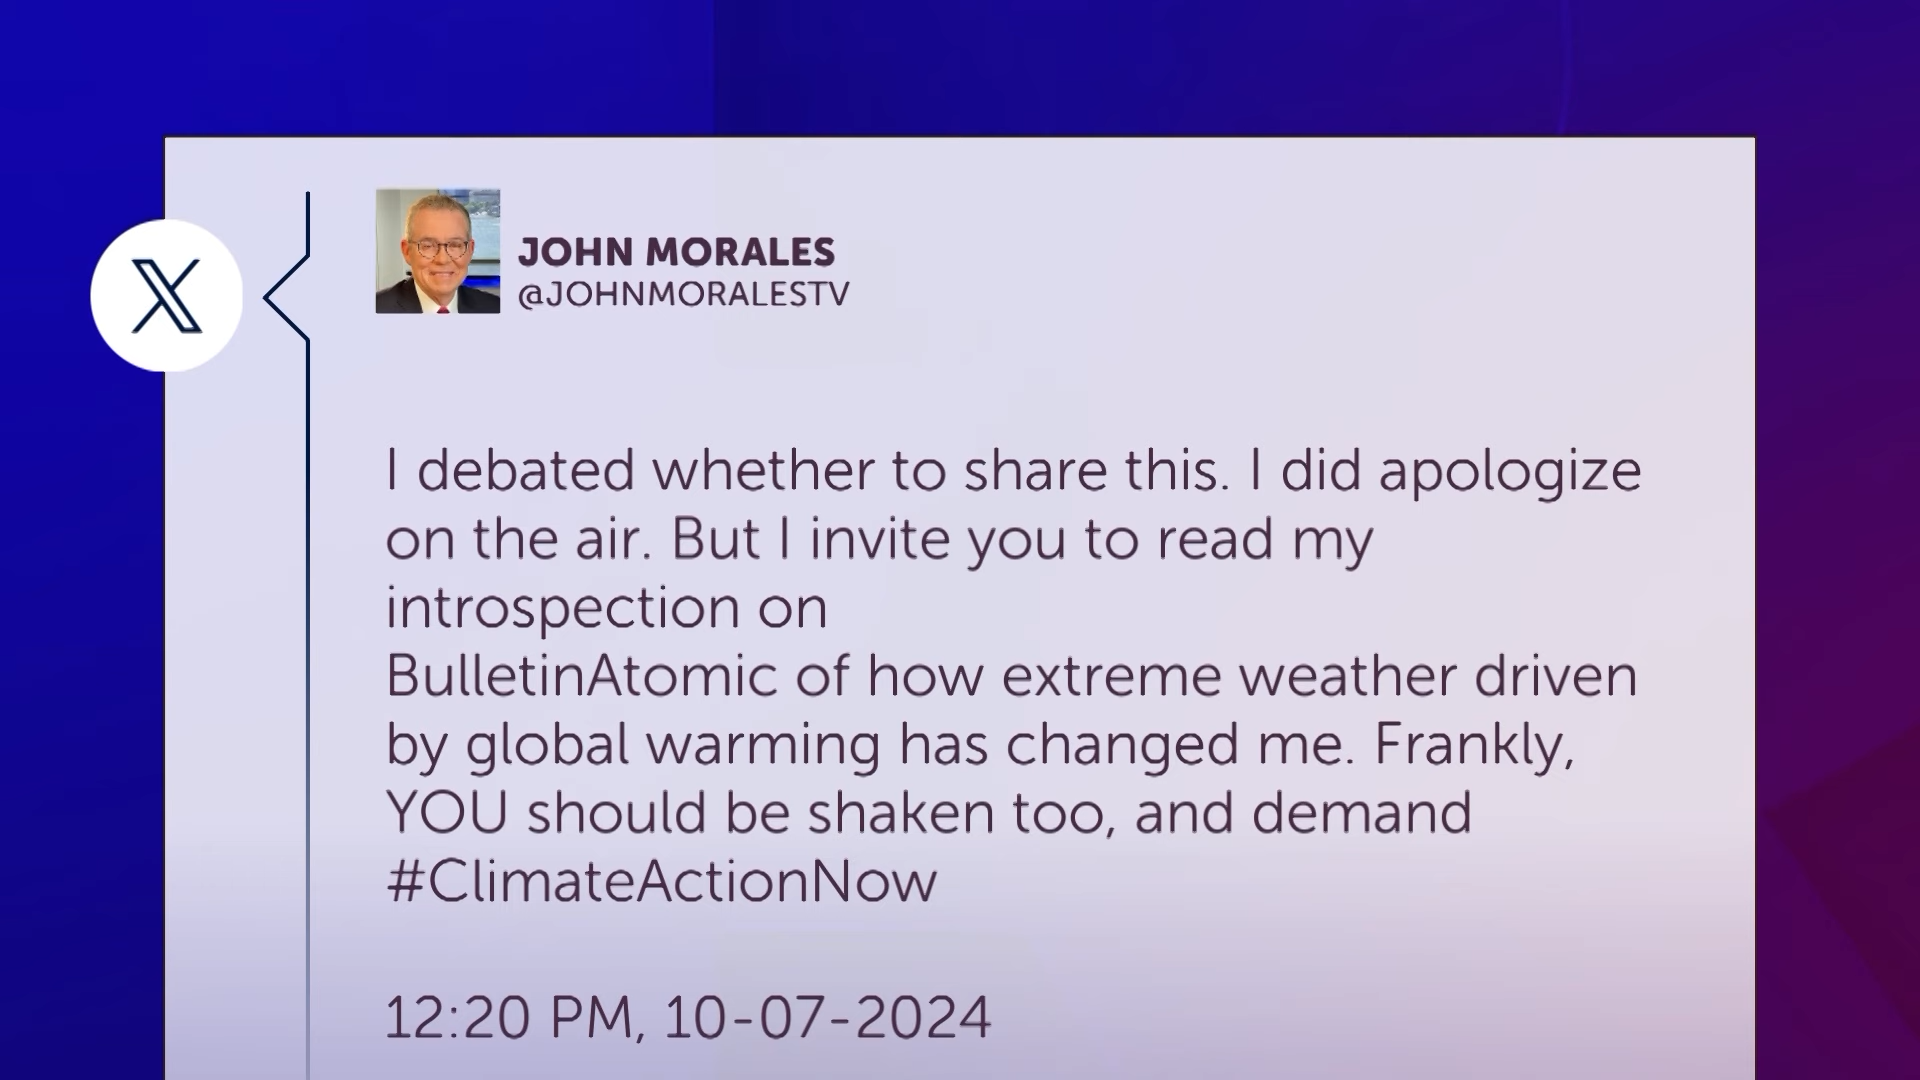 X
JOHN MORALES
@JOHNMORALESTV
I debated whether to share this. I did apologize
on the air. But I invite you to read my
introspection on
BulletinAtomic of how extreme weather driven
by global warming has changed me. Frankly,
YOU should be shaken too, and demand
#ClimateActionNow
12:20 PM, 10-07-2024